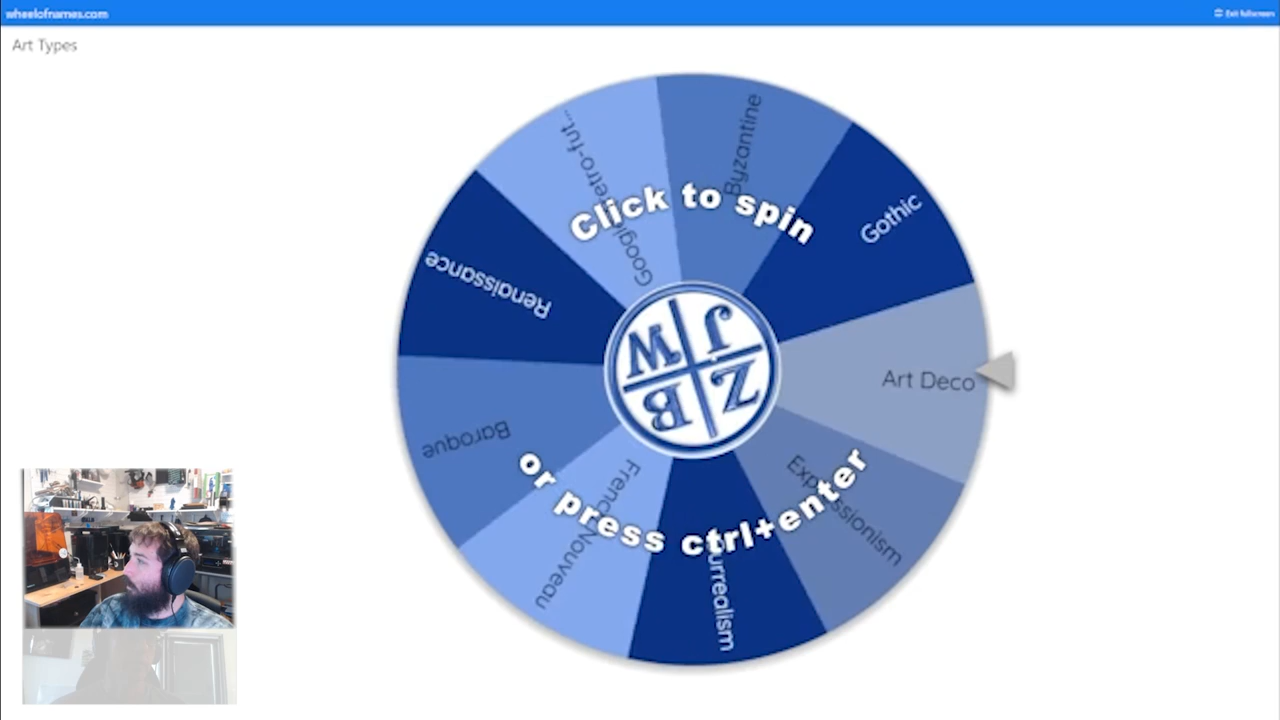 wheelofnames.com
Exit fullscreen
Art Types
Click to spin
or press ctrl+enter
Byzantine
Gothic
Art Deco
Expressionism
Surrealism
French Nouveau
Baroque
Renaissance
W J
B Z